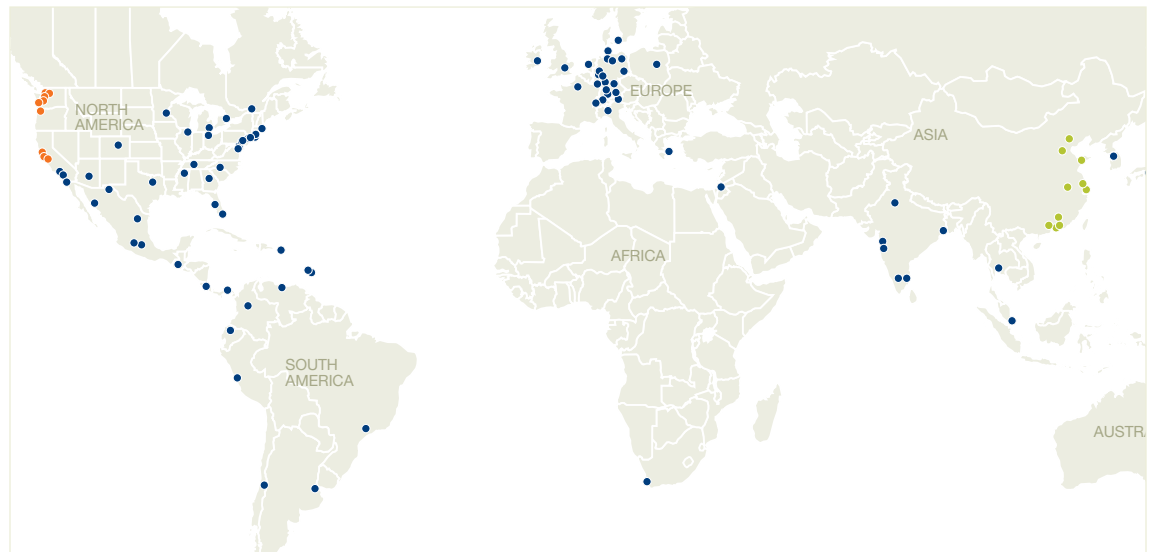 NORTH
AMERICA
EUROPE
ASIA
AFRICA
SOUTH
AMERICA
AUSTRA